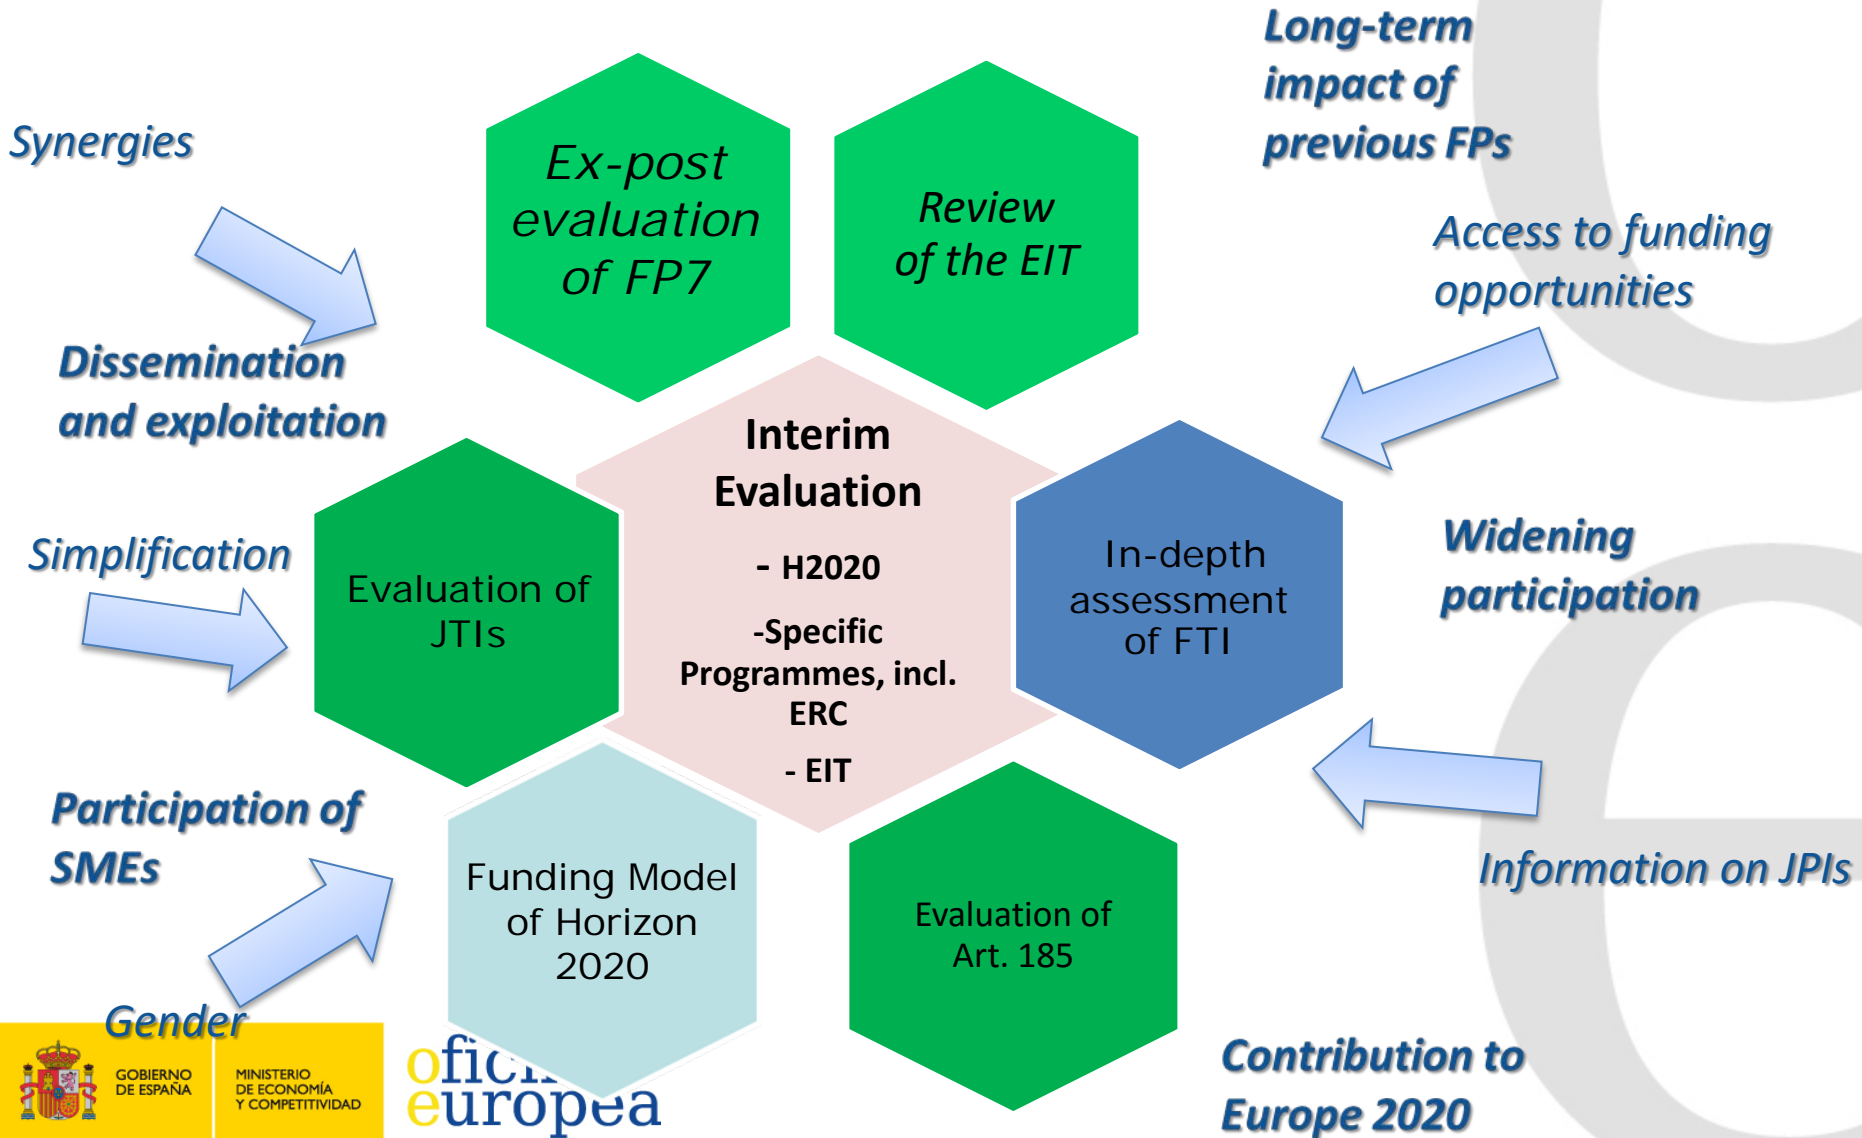 Long-term
impact of
previous FPs
Synergies
Ex-post
evaluation
of FP7
Review
of the EIT
Access to funding
opportunities
Dissemination
and exploitation
Interim
Evaluation
- H2020
-Specific
Programmes, incl.
ERC
- EIT
Simplification
Evaluation of
JTIs
In-depth
assessment
of FTI
Widening
participation
Participation of
SMEs
Funding Model
of Horizon
2020
Evaluation of
Art. 185
Information on JPIs
Gender
Contribution to
Europe 2020
GOBIERNO
DE ESPAÑA
MINISTERIO
DE ECONOMÍA
Y COMPETITIVIDAD
europea